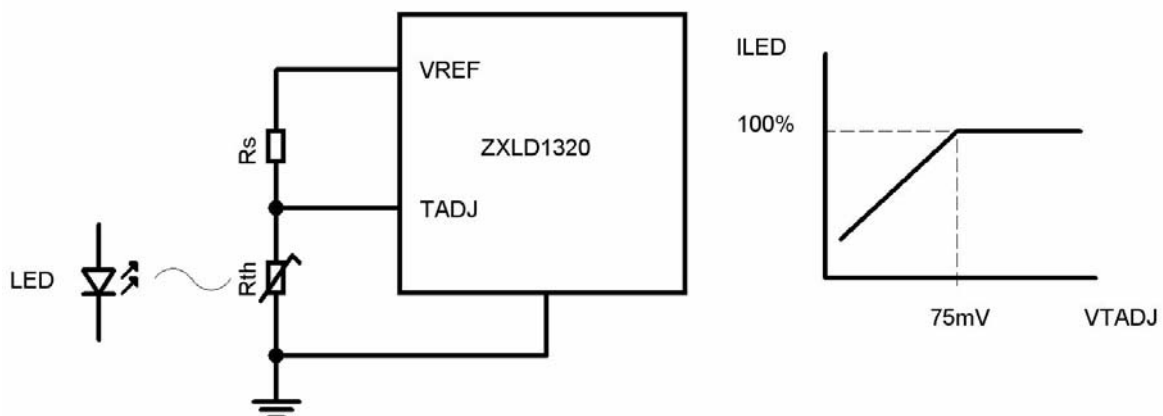 VREF
ZXLD1320
TADJ
Rs
Rth
LED
ILED
100%
75mV
VTADJ